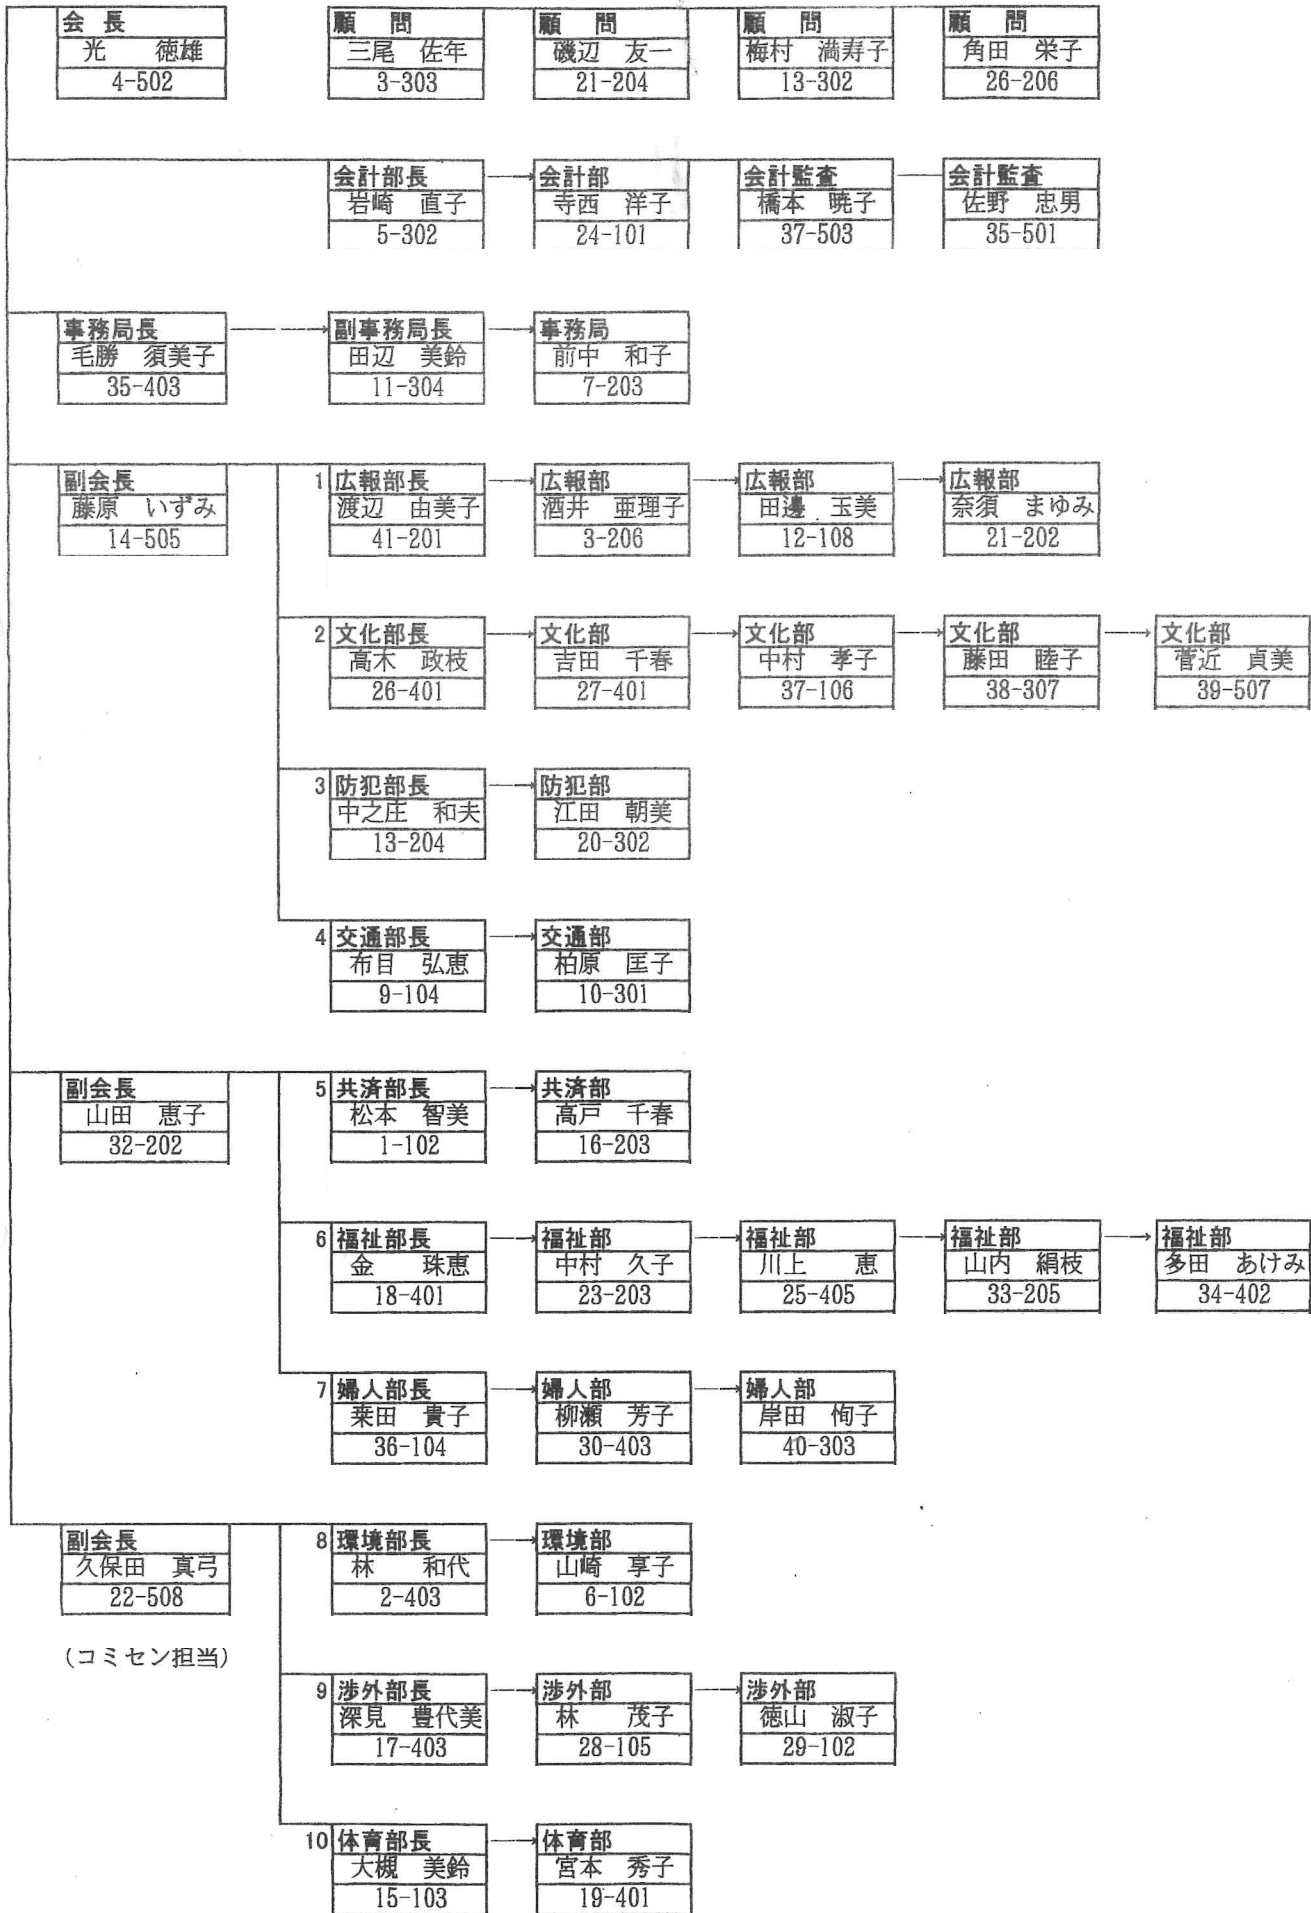 会 長 顧 問 顧 問 顧 問 顧 問
光 徳雄 三尾 佐年 磯辺 友一 梅村 満寿子 角田 栄子
4-502 3-303 21-204 13-302 26-206
会計部長 会計部 会計監査 会計監査
岩崎 直子 寺西 洋子 橋本 暁子 佐野 忠男
5-302 24-101 37-503 35-501
事務局長 副事務局長 事務局
毛勝 須美子 田辺 美鈴 前中 和子
35-403 11-304 7-203
副会長 1 広報部長 広報部 広報部 広報部
藤原 いずみ 渡辺 由美子 酒井 亜理子 田邊 玉美 奈須 まゆみ
14-505 41-201 3-206 12-108 21-202
2 文化部長 文化部 文化部 文化部 文化部
高木 政枝 吉田 千春 中村 孝子 藤田 睦子 菅近 貞美
26-401 27-401 37-106 38-307 39-507
3 防犯部長 防犯部
中之庄 和夫 江田 朝美
13-204 20-302
4 交通部長 交通部
布目 弘恵 柏原 匡子
9-104 10-301
副会長 5 共済部長 共済部
山田 恵子 松本 智美 高戸 千春
32-202 1-102 16-203
6 福祉部長 福祉部 福祉部 福祉部 福祉部
金 珠恵 中村 久子 川上 恵 山内 絹枝 多田 あけみ
18-401 23-203 25-405 33-205 34-402
7 婦人部長 婦人部 婦人部
桒田 貴子 柳瀬 芳子 岸田 恂子
36-104 30-403 40-303
副会長 8 環境部長 環境部
久保田 真弓 林 和代 山崎 享子
22-508 2-403 6-102
(コミセン担当)
9 渉外部長 渉外部 渉外部
深見 豊代美 林 茂子 徳山 淑子
17-403 28-105 29-102
10 体育部長 体育部
大槻 美鈴 宮本 秀子
15-103 19-401